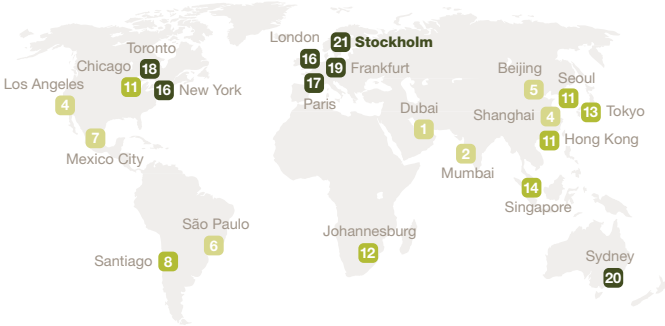 London
21 Stockholm
Toronto
16
18
19 Frankfurt
Chicago
Beijing
Seoul
Los Angeles
11
17
16 New York
5
11
4
Paris
Dubai
Shanghai 4
13 Tokyo
7
1
11 Hong Kong
Mexico City
2
Mumbai
14
Singapore
São Paulo
6
Johannesburg
12
Santiago 8
Sydney
20